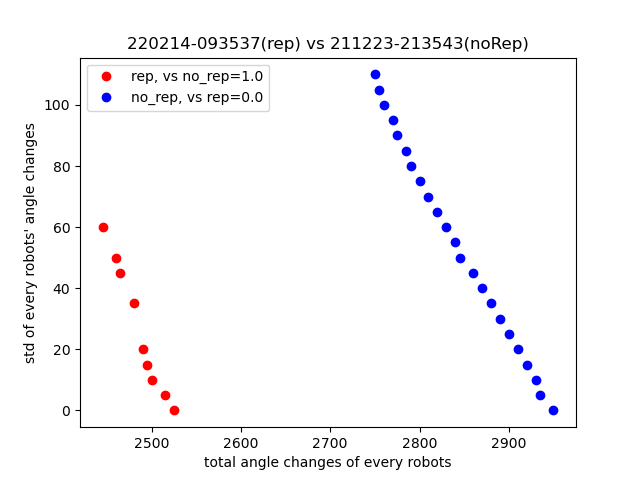 220214-093537(rep) vs 211223-213543(noRep)
rep, vs no_rep=1.0
no_rep, vs rep=0.0
std of every robots' angle changes
100
80
60
40
20
0
2500 2600 2700 2800 2900
total angle changes of every robots